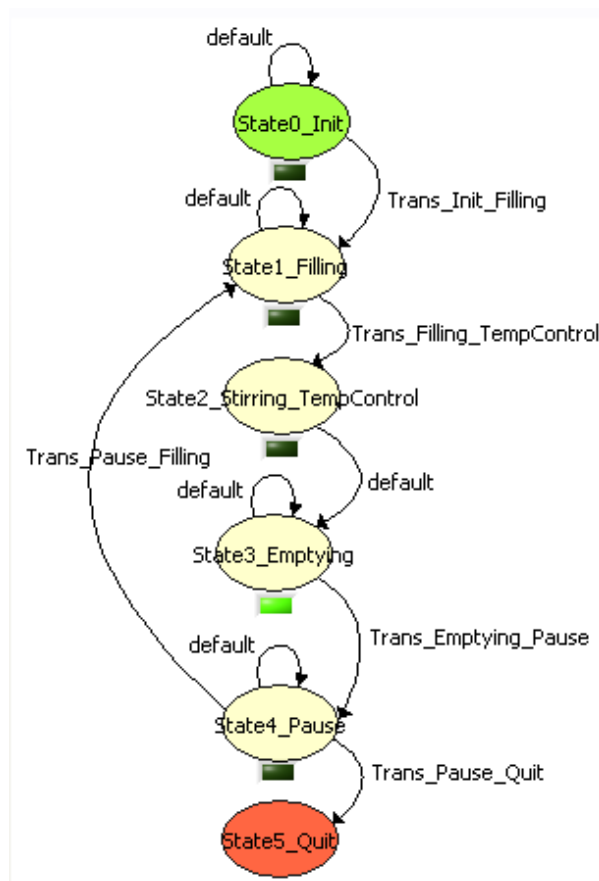 default
State0_Init
Trans_Init_Filling
default
State1_Filling
Trans_Filling_TempControl
State2_Stirring_TempControl
Trans_Pause_Filling
default
default
State3_Emptying
Trans_Emptying_Pause
default
State4_Pause
Trans_Pause_Quit
State5_Quit